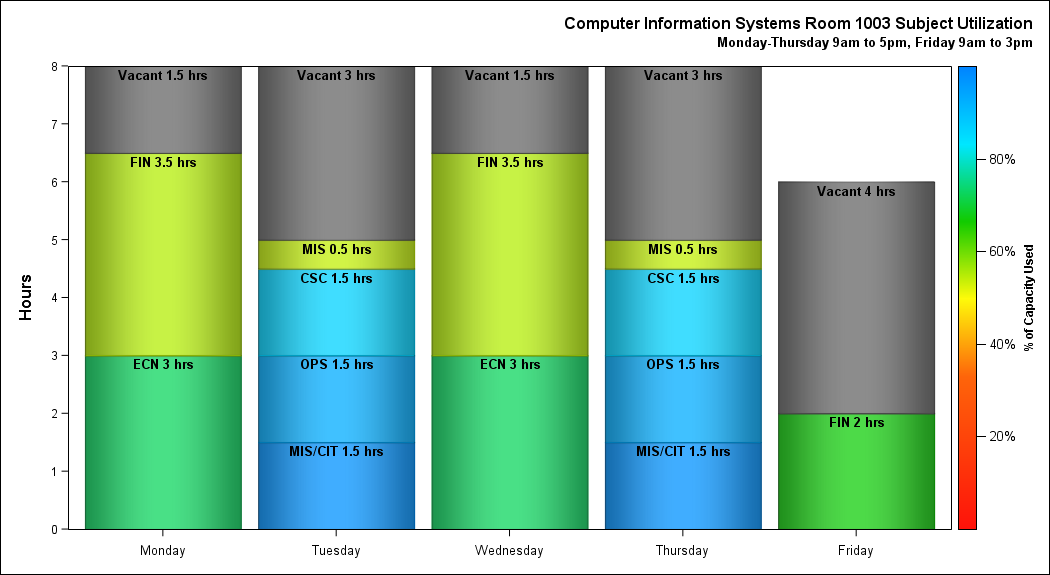 Computer Information Systems Room 1003 Subject Utilization
Monday-Thursday 9am to 5pm, Friday 9am to 3pm
Hours
8
7
6
5
4
3
2
1
0
Vacant 1.5 hrs
FIN 3.5 hrs
ECN 3 hrs
Monday
Vacant 3 hrs
MIS 0.5 hrs
CSC 1.5 hrs
OPS 1.5 hrs
MIS/CIT 1.5 hrs
Tuesday
Vacant 1.5 hrs
FIN 3.5 hrs
ECN 3 hrs
Wednesday
Vacant 3 hrs
MIS 0.5 hrs
CSC 1.5 hrs
OPS 1.5 hrs
MIS/CIT 1.5 hrs
Thursday
Vacant 4 hrs
FIN 2 hrs
Friday
80%
60%
40%
20%
% of Capacity Used